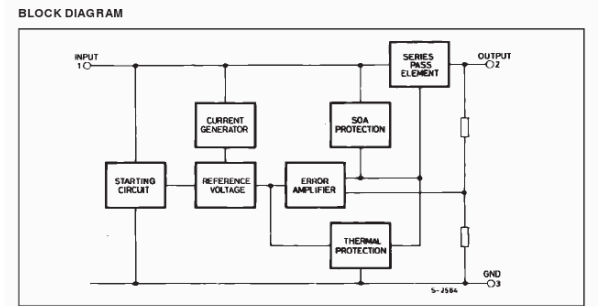 BLOCK DIAGRAM
INPUT
1
SERIES
PASS
ELEMENT
OUTPUT
2
CURRENT
GENERATOR
SOA
PROTECTION
STARTING
CIRCUIT
REFERENCE
VOLTAGE
ERROR
AMPLIFIER
THERMAL
PROTECTION
GND
3
S-2564